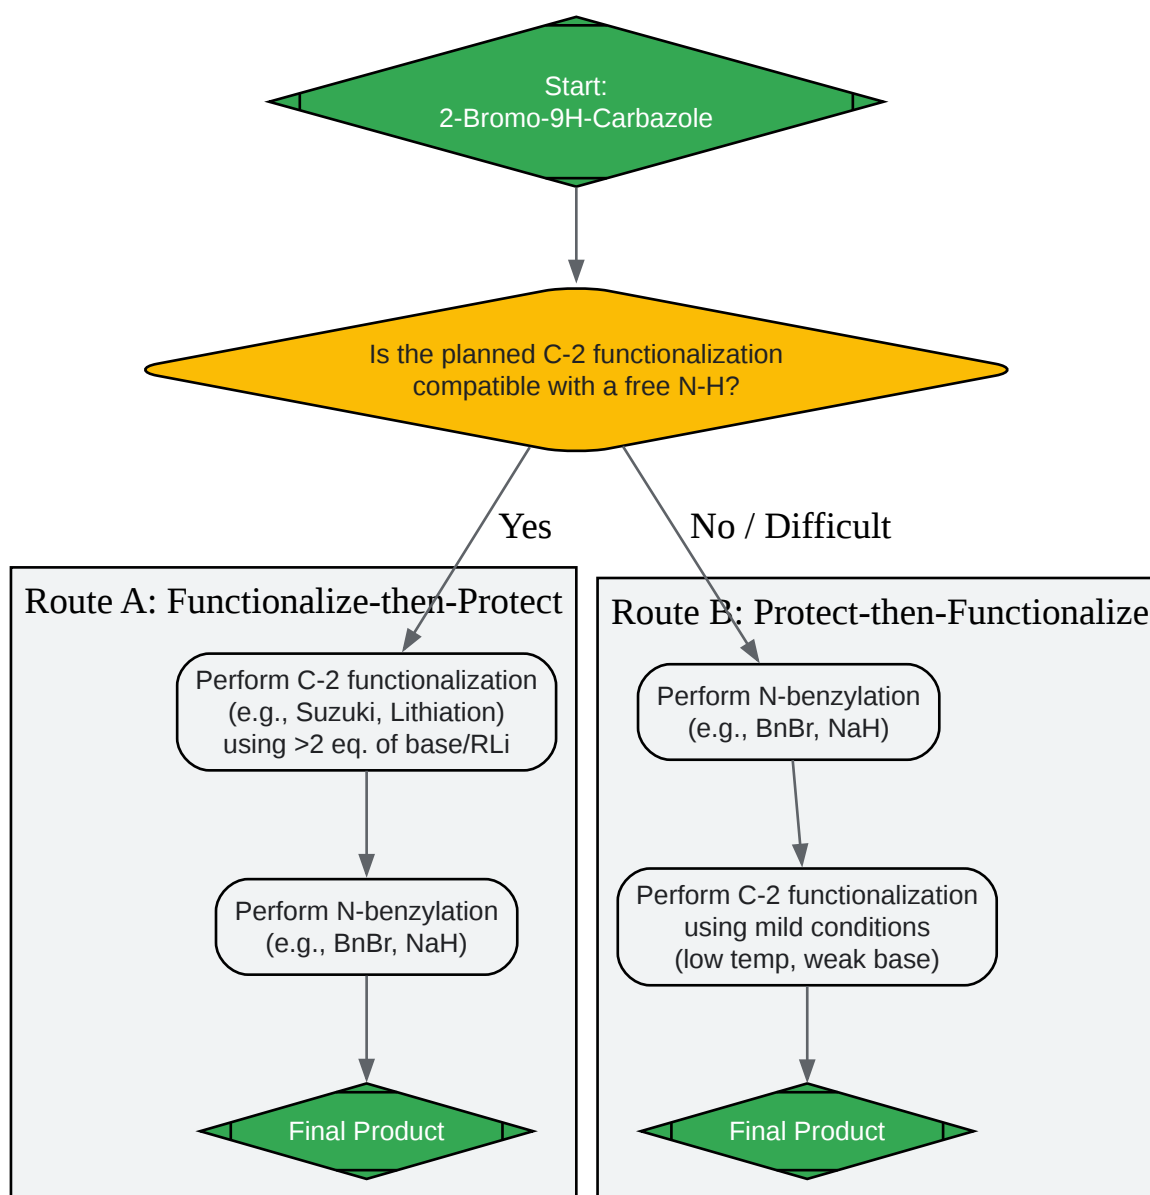 Start:
2-Bromo-9H-Carbazole
Is the planned C-2 functionalization
compatible with a free N-H?
Yes
No / Difficult
Route A: Functionalize-then-Protect
Perform C-2 functionalization
(e.g., Suzuki, Lithiation)
using >2 eq. of base/RLi
Perform N-benzylation
(e.g., BnBr, NaH)
Final Product
Route B: Protect-then-Functionalize
Perform N-benzylation
(e.g., BnBr, NaH)
Perform C-2 functionalization
using mild conditions
(low temp, weak base)
Final Product